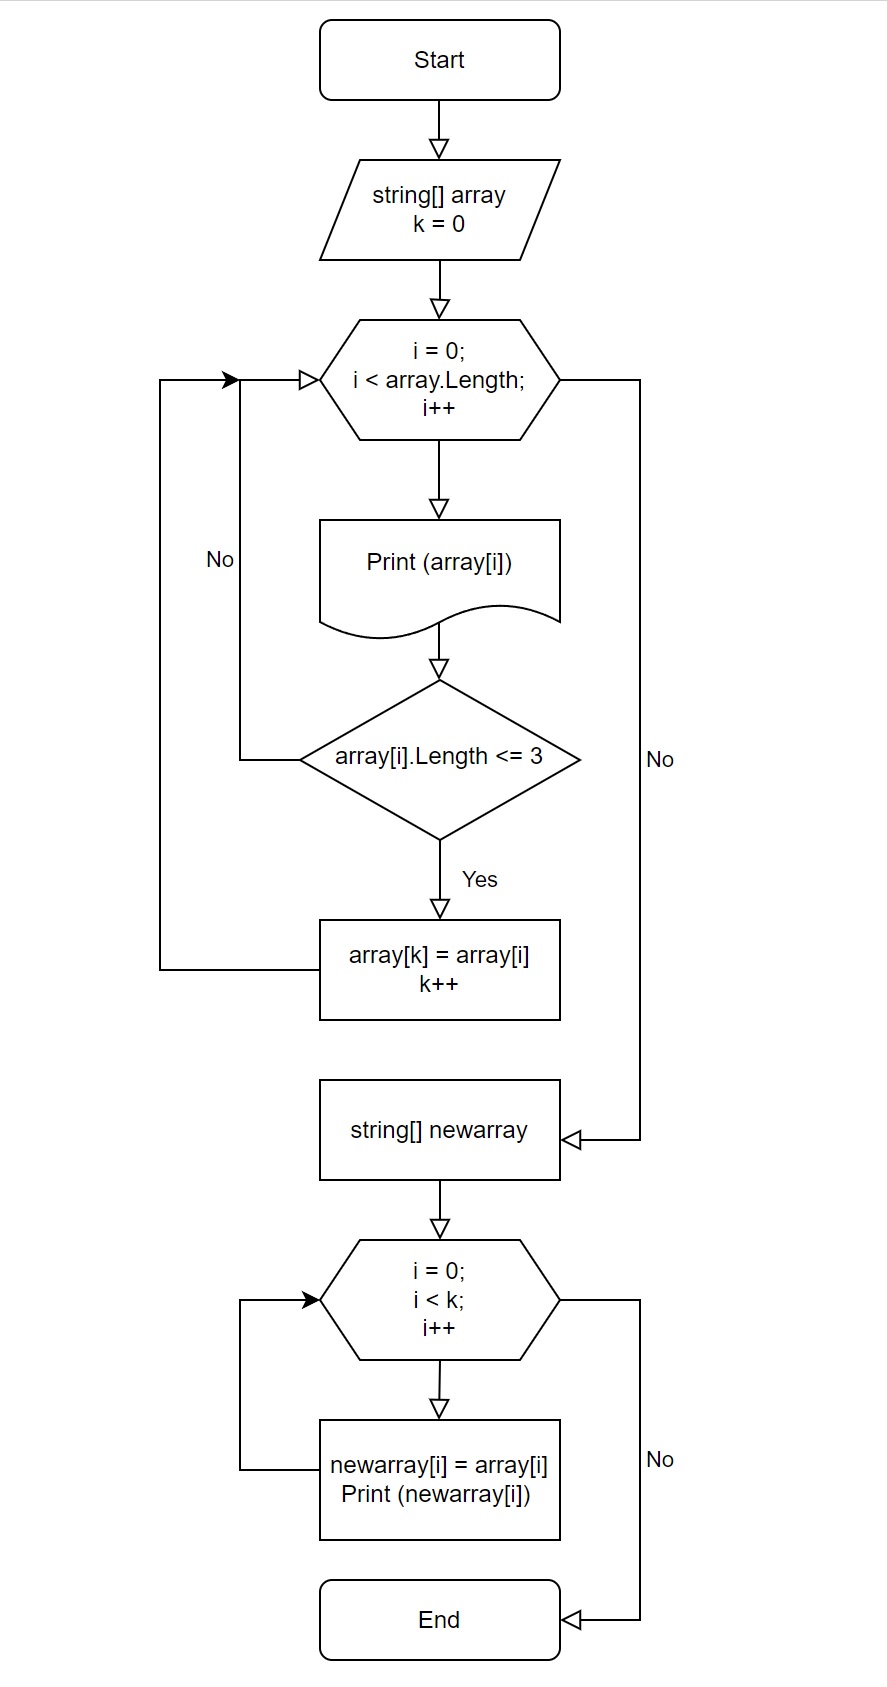 Start
string[] array
k = 0
i = 0;
i < array.Length;
i++
Print (array[i])
No
array[i].Length <= 3
No
Yes
array[k] = array[i]
k++
string[] newarray
i = 0;
i < k;
i++
newarray[i] = array[i]
Print (newarray[i])
No
End